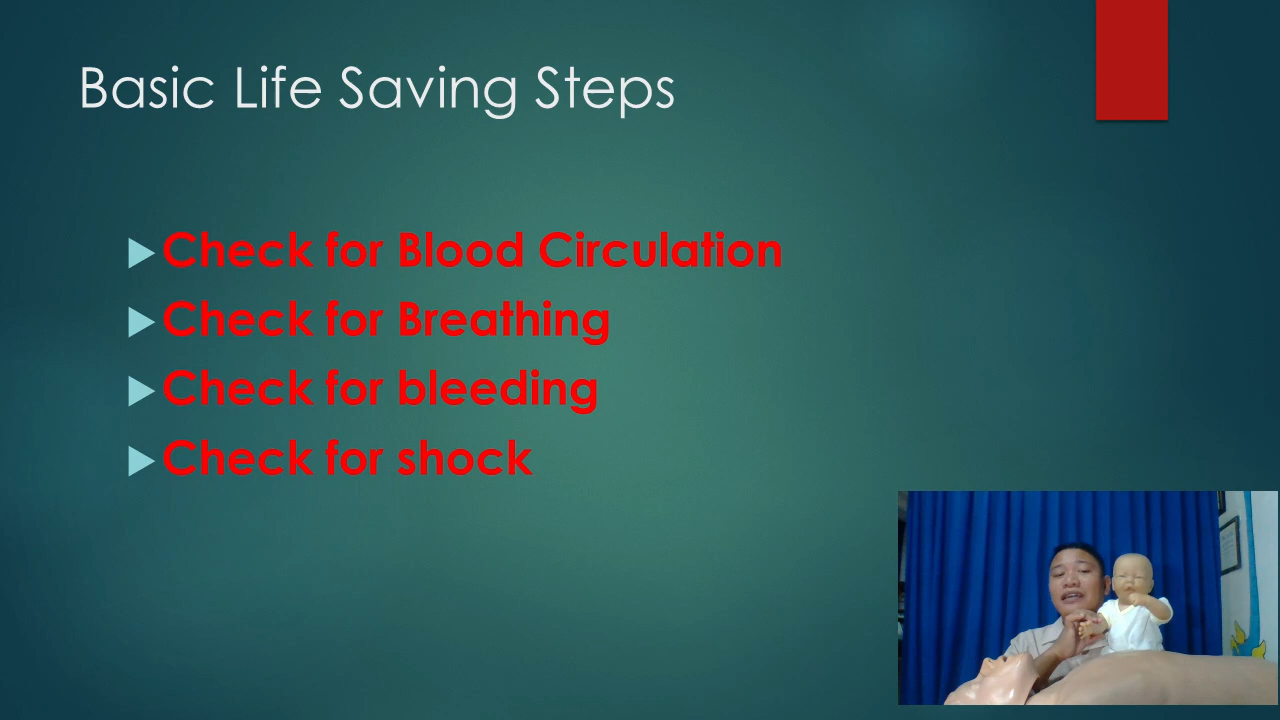 Basic Life Saving Steps
Check for Blood Circulation
Check for Breathing
Check for bleeding
Check for shock